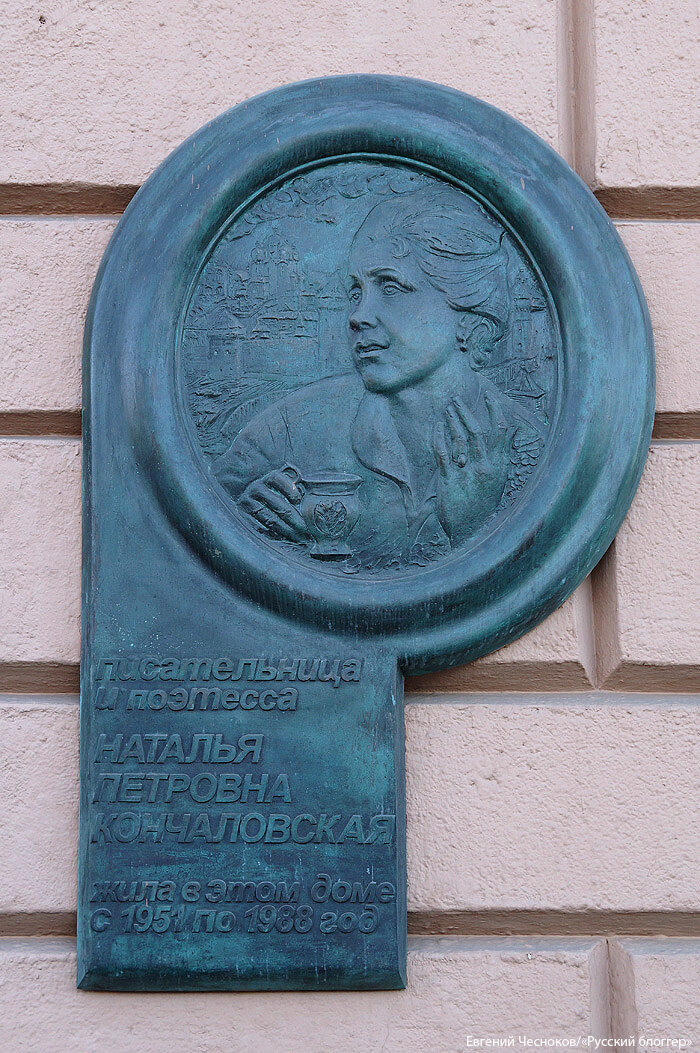 писательница
и поэтесса
НАТАЛЬЯ
ПЕТРОВНА
КОНЧАЛОВСКАЯ
жила в этом доме
с 1951 по 1988 год
Евгений Чесноков/«Русский блоггер»